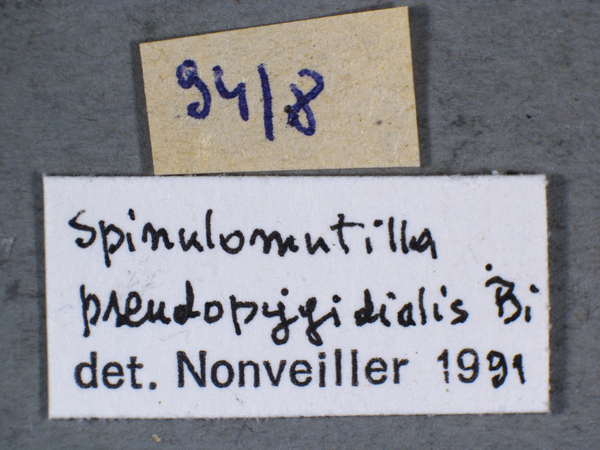 94/8
Spinulomutilla
pseudopygidialis Bi
det. Nonveiller 1991